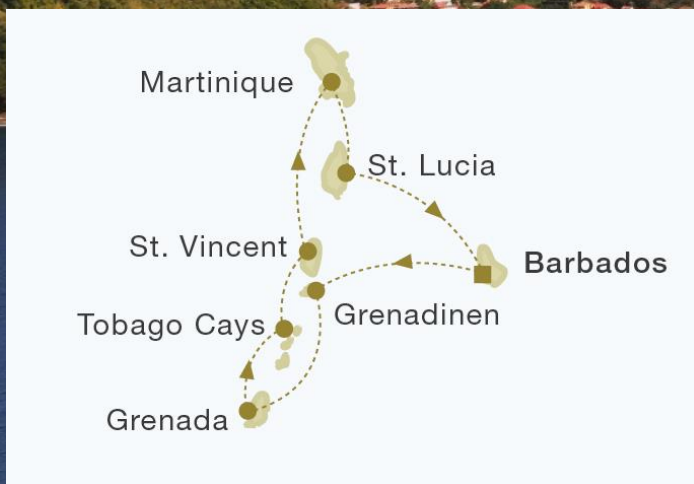 Martinique
St. Lucia
St. Vincent
Barbados
Grenadinen
Tobago Cays
Grenada